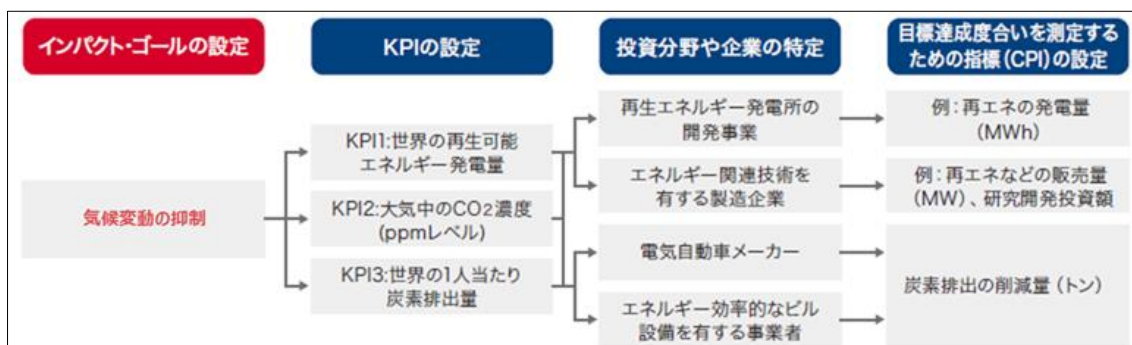 インパクト・ゴールの設定
KPIの設定
投資分野や企業の特定
目標達成度合いを測定する
ための指標(CPI)の設定
気候変動の抑制
KPI1:世界の再生可能
エネルギー発電量
KPI2:大気中のCO2濃度
(ppmレベル)
KPI3:世界の1人当たり
炭素排出量
再生エネルギー発電所の
開発事業
エネルギー関連技術を
有する製造企業
電気自動車メーカー
エネルギー効率的なビル
設備を有する事業者
例:再エネの発電量
(MWh)
例:再エネなどの販売量
(MW)、研究開発投資額
炭素排出の削減量(トン)